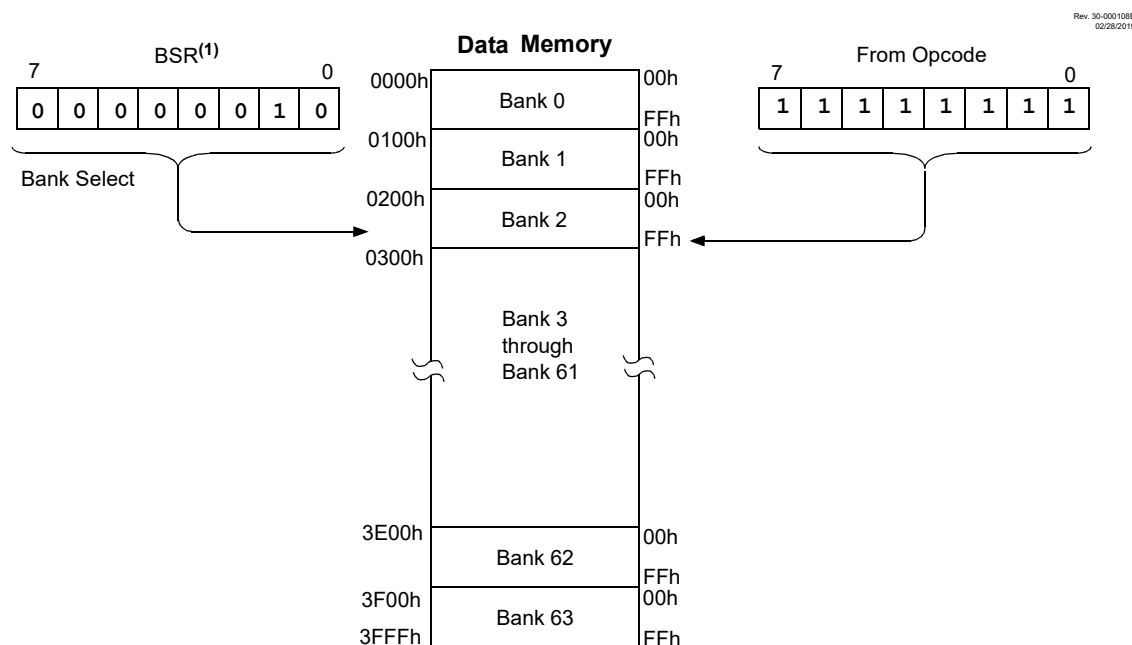 Rev. 30-000108B
02/28/2019
Data Memory
BSR(1)
From Opcode
7 0
7 0
0 0 0 0 0 0 1 0
1 1 1 1 1 1 1 1
Bank Select
0000h Bank 0 00h
FFh
0100h Bank 1 00h
FFh
0200h Bank 2 00h
FFh
0300h
Bank 3
through
Bank 61
3E00h Bank 62 00h
FFh
3F00h Bank 63 00h
3FFFh FFh